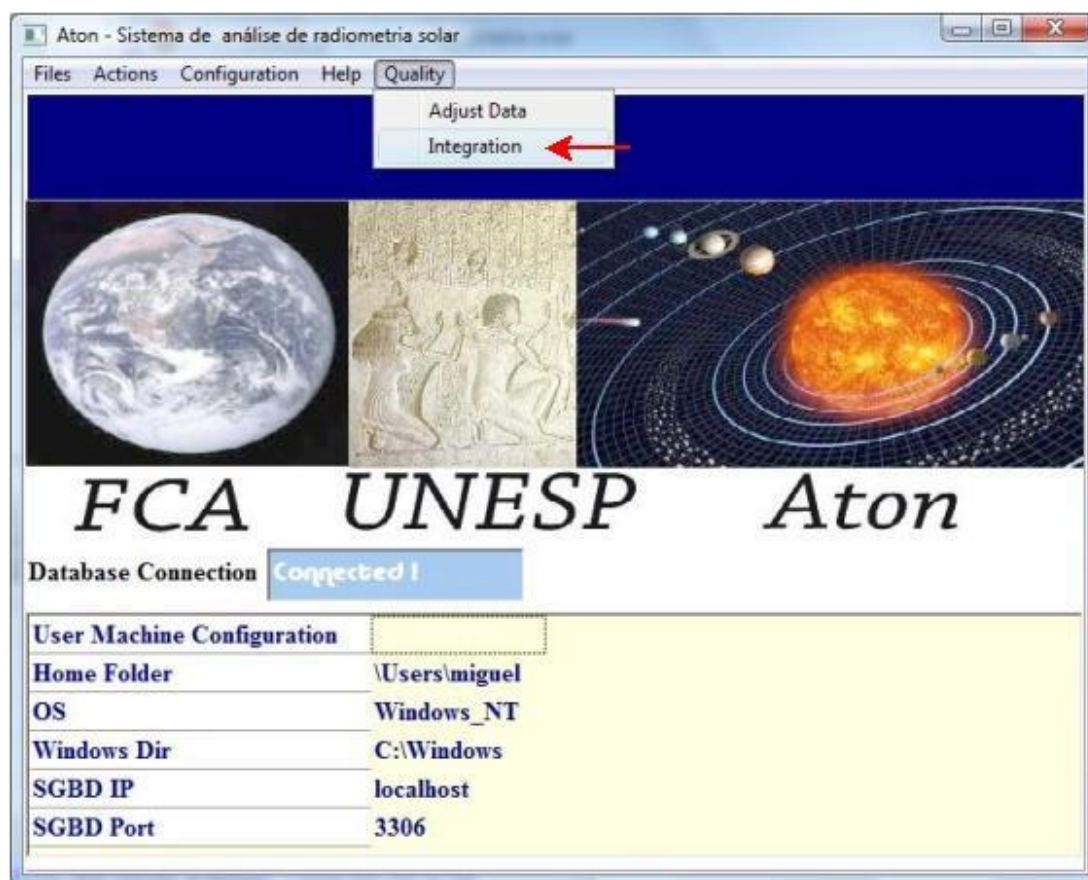 Aton - Sistema de análise de radiometria solar
Files Actions Configuration Help Quality
Adjust Data
Integration
FCA UNESP Aton
Database Connection Connected !
User Machine Configuration
Home Folder \Users\miguel
OS Windows_NT
Windows Dir C:\Windows
SGBD IP localhost
SGBD Port 3306